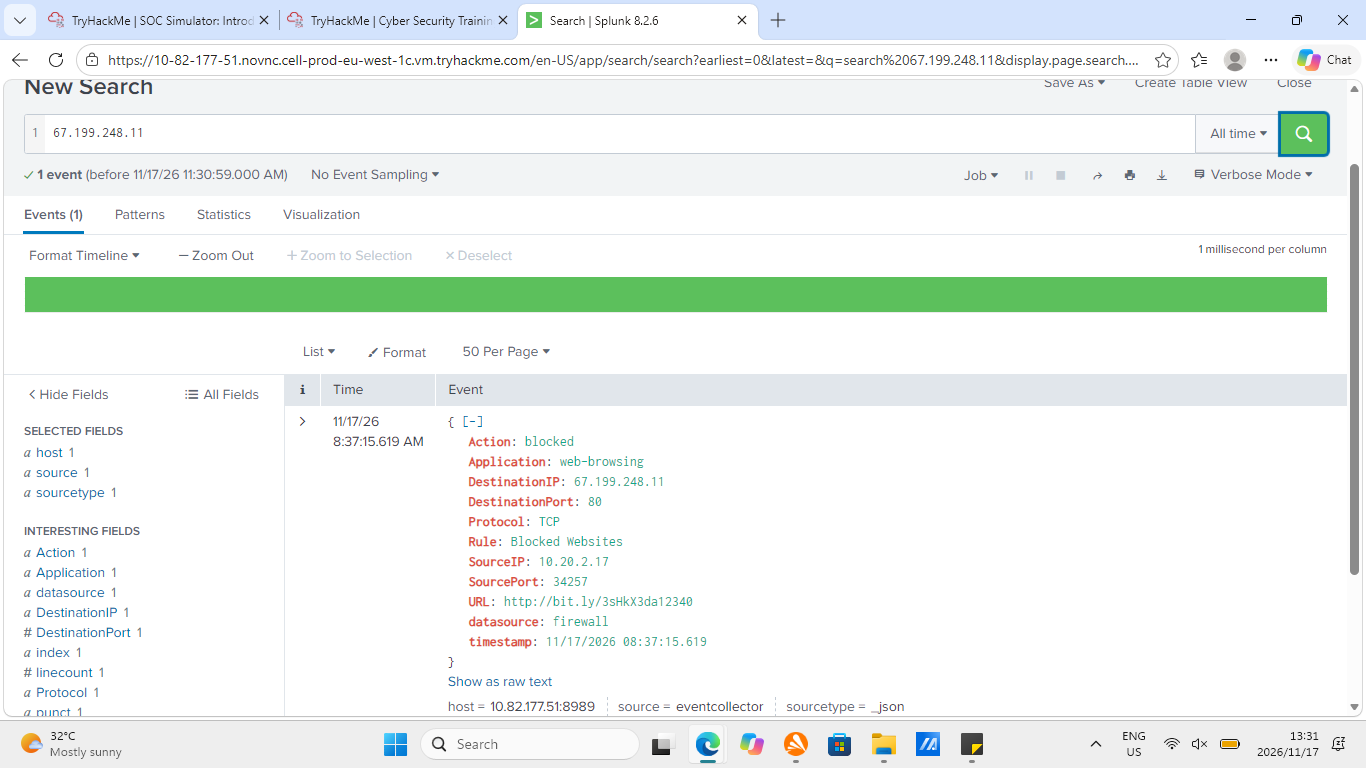 TryHackMe | SOC Simulator: Introd
TryHackMe | Cyber Security Trainin
Search | Splunk 8.2.6
https://10-82-177-51.novnc.cell-prod-eu-west-1c.vm.tryhackme.com/en-US/app/search/search?earliest=0&latest=&q=search%2067.199.248.11&display.page.search....
Chat
New Search
Save As
Create Table View
Close
1 67.199.248.11
All time
1 event (before 11/17/26 11:30:59.000 AM)
No Event Sampling
Job
Verbose Mode
Events (1)
Patterns
Statistics
Visualization
Format Timeline
— Zoom Out
+ Zoom to Selection
× Deselect
1 millisecond per column
List
Format
50 Per Page
< Hide Fields
All Fields
SELECTED FIELDS
a host 1
a source 1
a sourcetype 1
INTERESTING FIELDS
a Action 1
a Application 1
a datasource 1
a DestinationIP 1
# DestinationPort 1
a index 1
# linecount 1
a Protocol 1
a punct 1
i
Time
Event
11/17/26
8:37:15.619 AM
{ [-]
Action: blocked
Application: web-browsing
DestinationIP: 67.199.248.11
DestinationPort: 80
Protocol: TCP
Rule: Blocked Websites
SourceIP: 10.20.2.17
SourcePort: 34257
URL: http://bit.ly/3sHkX3da12340
datasource: firewall
timestamp: 11/17/2026 08:37:15.619
}
Show as raw text
host = 10.82.177.51:8989
source = eventcollector
sourcetype = _json
32°C
Mostly sunny
Search
ENG
US
13:31
2026/11/17